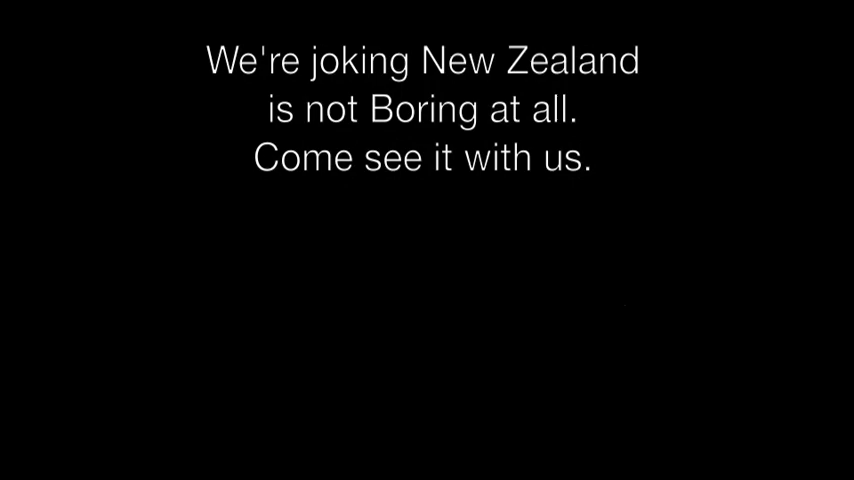 We're joking New Zealand
is not Boring at all.
Come see it with us.